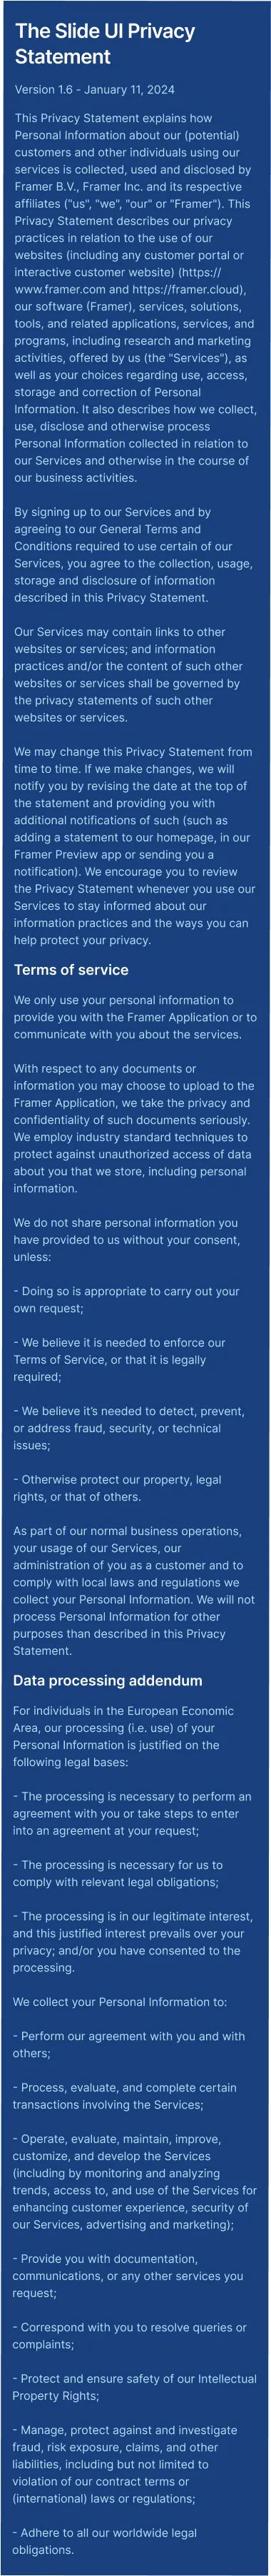 The Slide UI Privacy
Statement
Version 1.6 - January 11, 2024
This Privacy Statement explains how
Personal Information about our (potential)
customers and other individuals using our
services is collected, used and disclosed by
Framer B.V., Framer Inc. and its respective
affiliates ("us", "we", "our" or "Framer"). This
Privacy Statement describes our privacy
practices in relation to the use of our
websites (including any customer portal or
interactive customer website) (https://
www.framer.com and https://framer.cloud),
our software (Framer), services, solutions,
tools, and related applications, services, and
programs, including research and marketing
activities, offered by us (the "Services"), as
well as your choices regarding use, access,
storage and correction of Personal
Information. It also describes how we collect,
use, disclose and otherwise process
Personal Information collected in relation to
our Services and otherwise in the course of
our business activities.
By signing up to our Services and by
agreeing to our General Terms and
Conditions required to use certain of our
Services, you agree to the collection, usage,
storage and disclosure of information
described in this Privacy Statement.
Our Services may contain links to other
websites or services; and information
practices and/or the content of such other
websites or services shall be governed by
the privacy statements of such other
websites or services.
We may change this Privacy Statement from
time to time. If we make changes, we will
notify you by revising the date at the top of
the statement and providing you with
additional notifications of such (such as
adding a statement to our homepage, in our
Framer Preview app or sending you a
notification). We encourage you to review
the Privacy Statement whenever you use our
Services to stay informed about our
information practices and the ways you can
help protect your privacy.
Terms of service
We only use your personal information to
provide you with the Framer Application or to
communicate with you about the services.
With respect to any documents or
information you may choose to upload to the
Framer Application, we take the privacy and
confidentiality of such documents seriously.
We employ industry standard techniques to
protect against unauthorized access of data
about you that we store, including personal
information.
We do not share personal information you
have provided to us without your consent,
unless:
- Doing so is appropriate to carry out your
own request;
- We believe it is needed to enforce our
Terms of Service, or that it is legally
required;
- We believe it’s needed to detect, prevent,
or address fraud, security, or technical
issues;
- Otherwise protect our property, legal
rights, or that of others.
As part of our normal business operations,
your usage of our Services, our
administration of you as a customer and to
comply with local laws and regulations we
collect your Personal Information. We will not
process Personal Information for other
purposes than described in this Privacy
Statement.
Data processing addendum
For individuals in the European Economic
Area, our processing (i.e. use) of your
Personal Information is justified on the
following legal bases:
- The processing is necessary to perform an
agreement with you or take steps to enter
into an agreement at your request;
- The processing is necessary for us to
comply with relevant legal obligations;
- The processing is in our legitimate interest,
and this justified interest prevails over your
privacy; and/or you have consented to the
processing.
We collect your Personal Information to:
- Perform our agreement with you and with
others;
- Process, evaluate, and complete certain
transactions involving the Services;
- Operate, evaluate, maintain, improve,
customize, and develop the Services
(including by monitoring and analyzing
trends, access to, and use of the Services for
enhancing customer experience, security of
our Services, advertising and marketing);
- Provide you with documentation,
communications, or any other services you
request;
- Correspond with you to resolve queries or
complaints;
- Protect and ensure safety of our Intellectual
Property Rights;
- Manage, protect against and investigate
fraud, risk exposure, claims, and other
liabilities, including but not limited to
violation of our contract terms or
(international) laws or regulations;
- Adhere to all our worldwide legal
obligations.